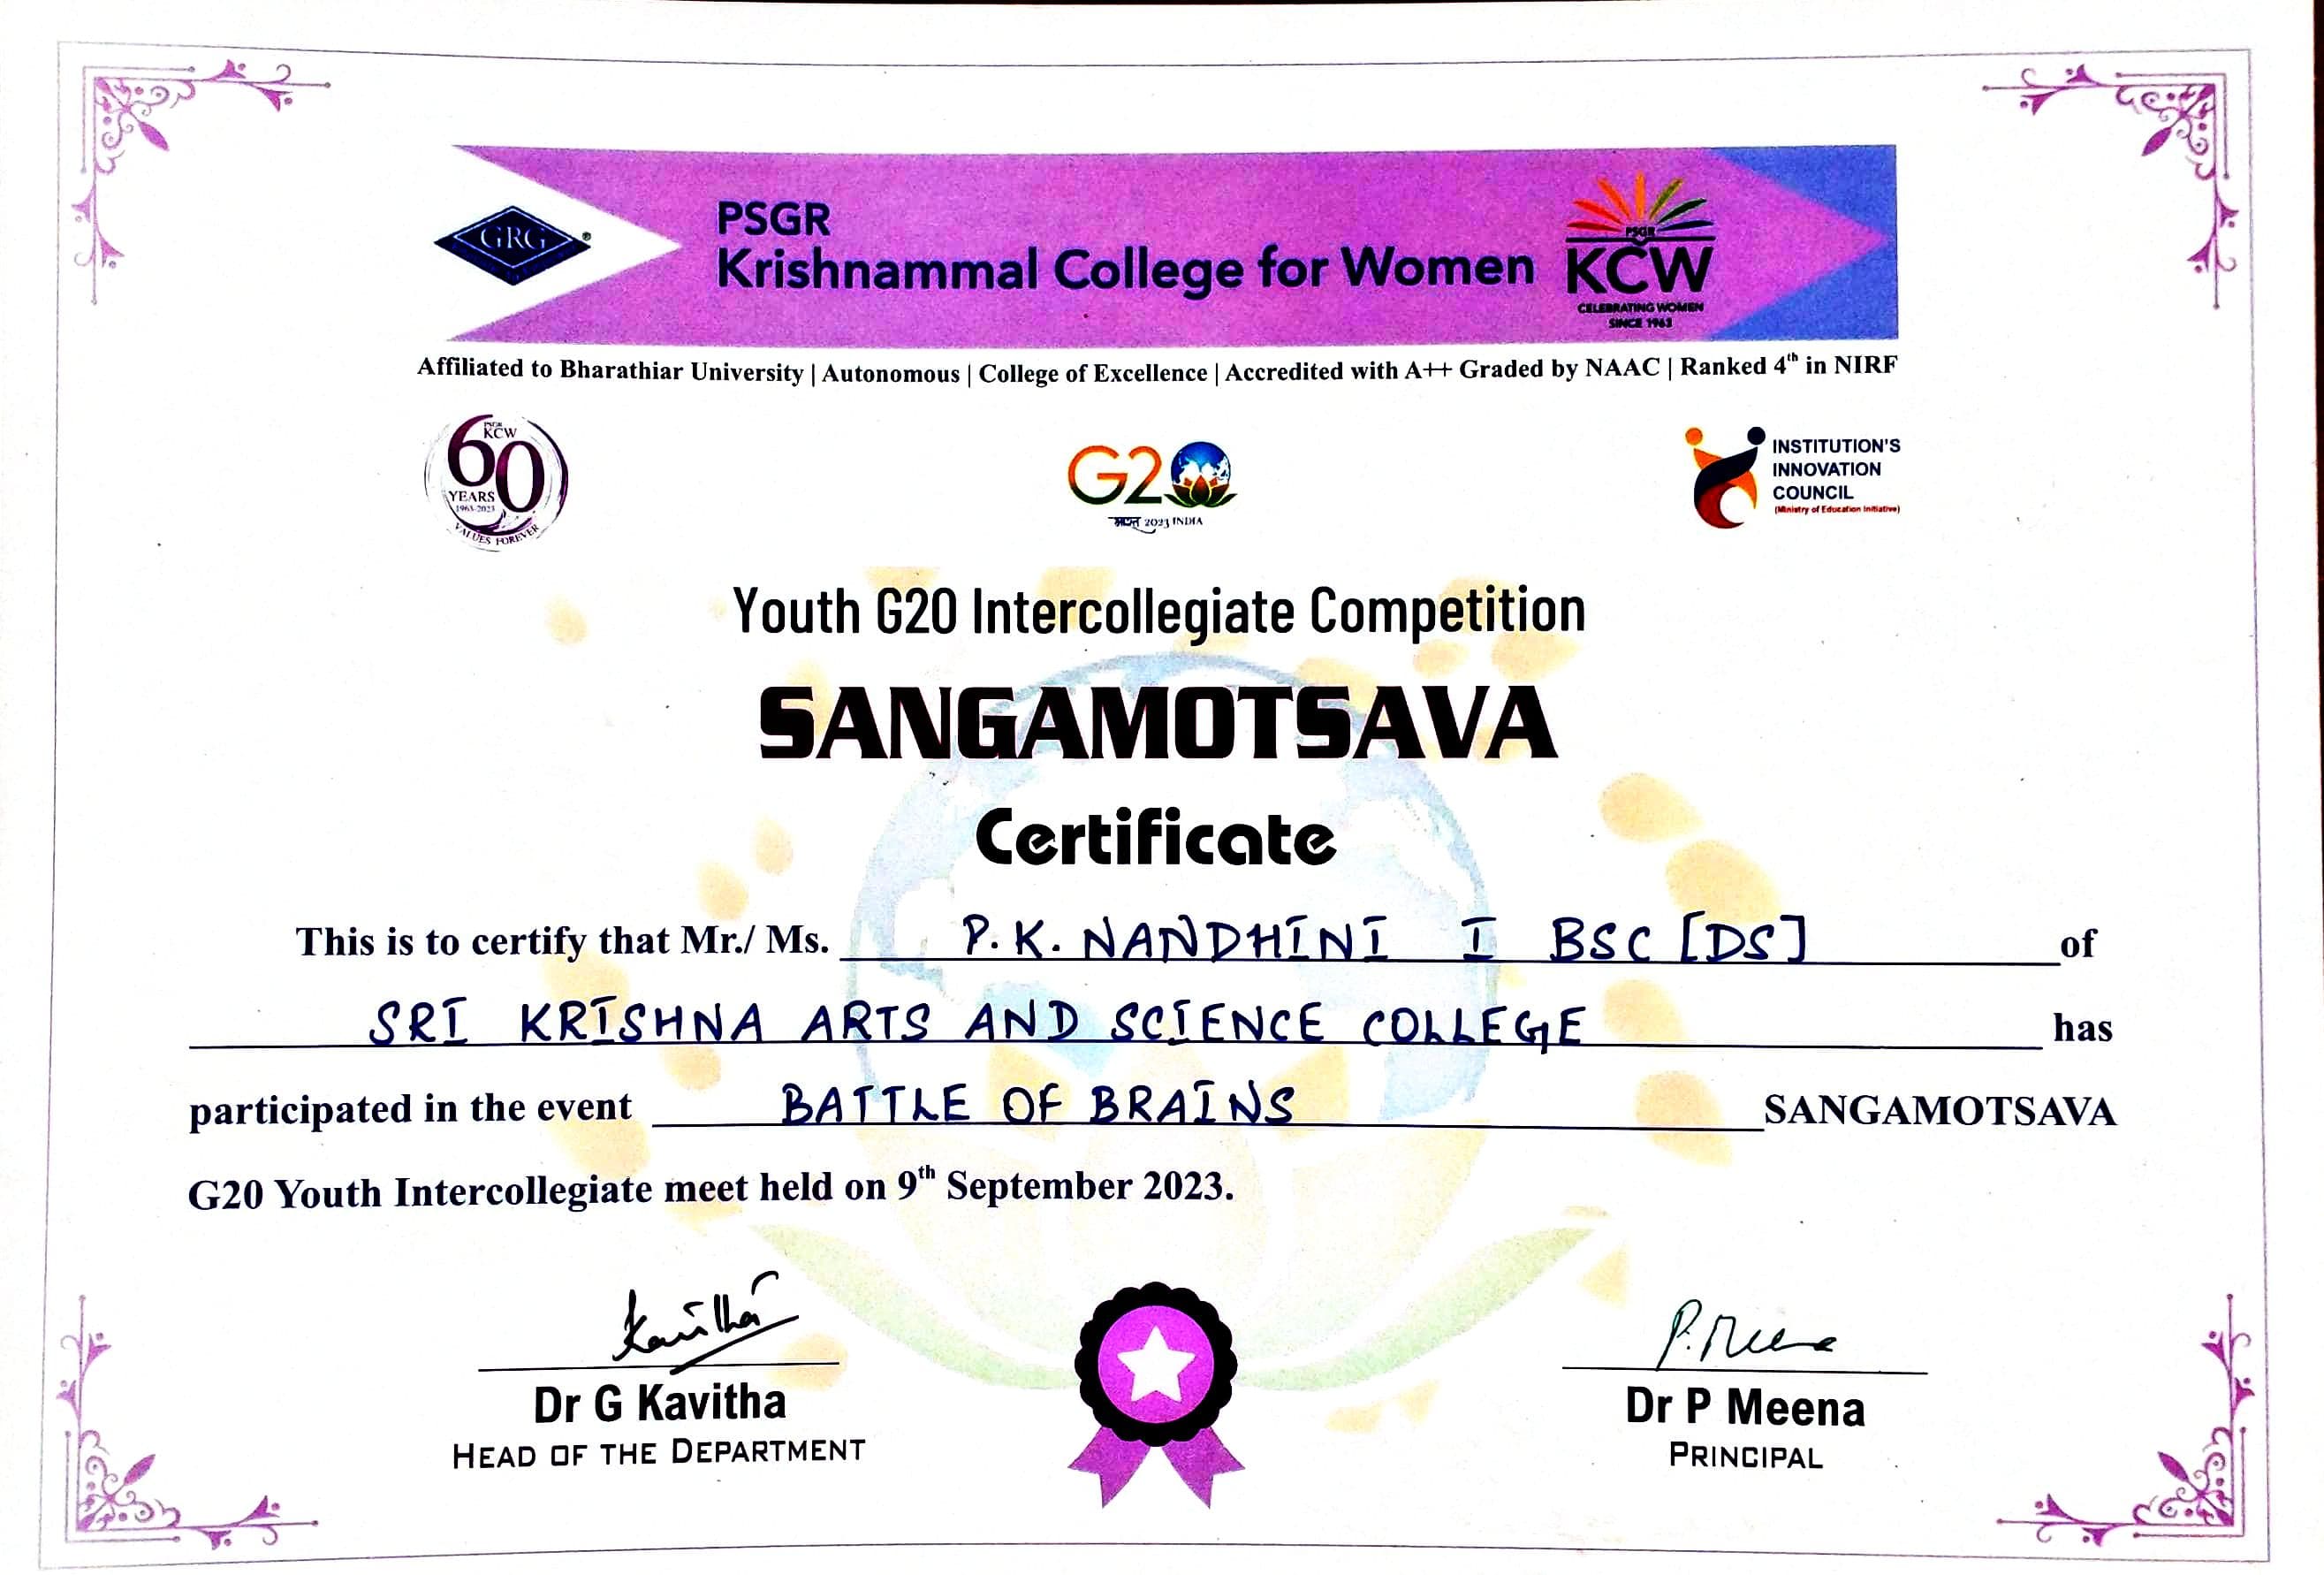 GRG
®
PSGR
Krishnammal College for Women
PSGR
KCW
CELEBRATING WOMEN
SINCE 1963
Affiliated to Bharathiar University | Autonomous | College of Excellence | Accredited with A++ Graded by NAAC | Ranked 4th in NIRF
PSGR
KCW
60
YEARS
1963-2023
VALUES FOREVER
G20
भारत 2023 INDIA
INSTITUTION'S
INNOVATION
COUNCIL
(Ministry of Education Initiative)
Youth G20 Intercollegiate Competition
SANGAMOTSAVA
Certificate
This is to certify that Mr./ Ms. P. K. NANDHINI I BSC [DS] of
SRI KRISHNA ARTS AND SCIENCE COLLEGE has
participated in the event BATTLE OF BRAINS SANGAMOTSAVA
G20 Youth Intercollegiate meet held on 9th September 2023.
Kavitha
Dr G Kavitha
HEAD OF THE DEPARTMENT
P. Meena
Dr P Meena
PRINCIPAL